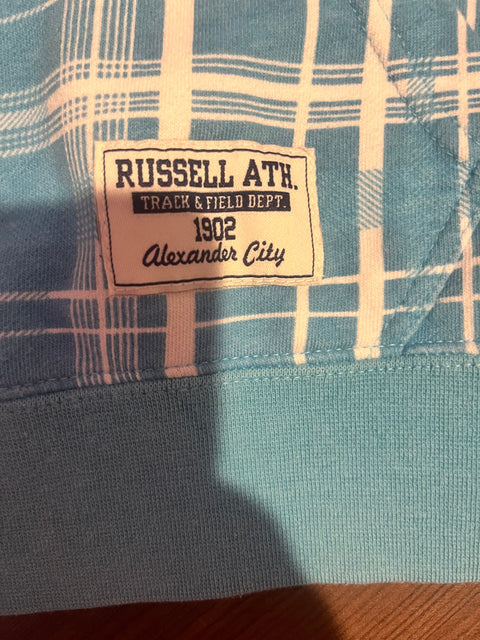 RUSSELL ATH.
TRACK & FIELD DEPT.
1902
Alexander City